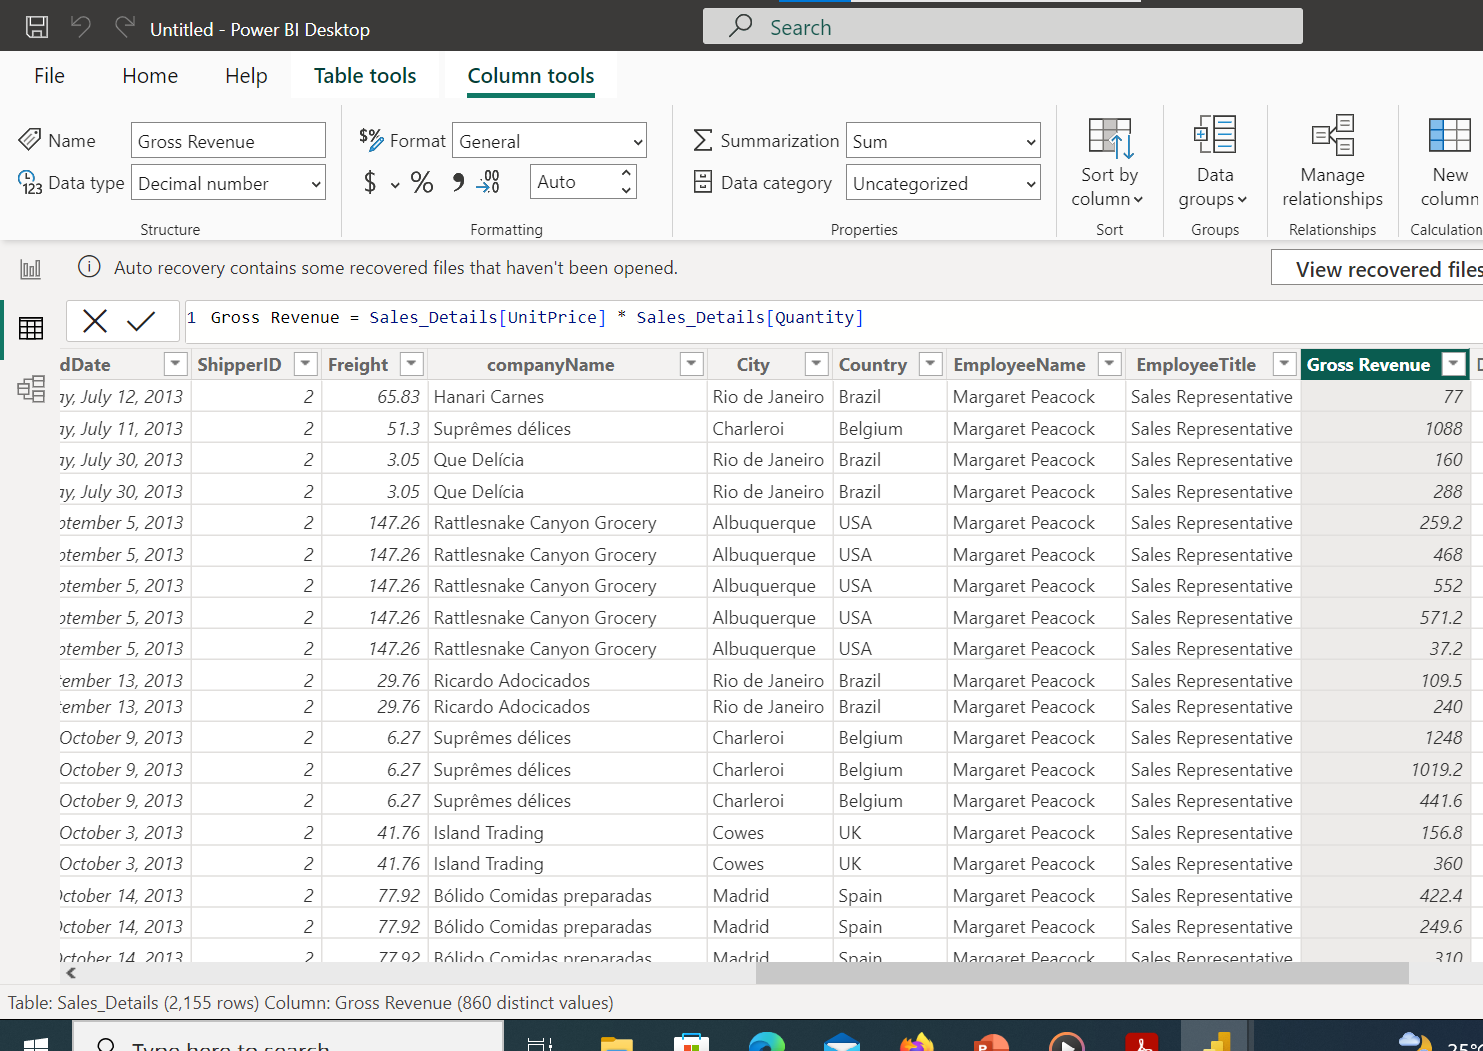 Untitled - Power BI Desktop
Search
File Home Help Table tools Column tools
Name Gross Revenue $% Format General Summarization Sum
123 Data type Decimal number $ % 9 .00 Auto Data category Uncategorized
Sort by column Data groups Manage relationships New column
Structure Formatting Properties Sort Groups Relationships Calculation
Auto recovery contains some recovered files that haven't been opened. View recovered files
1 Gross Revenue = Sales_Details[UnitPrice] * Sales_Details[Quantity]
dDate ShipperID Freight companyName City Country EmployeeName EmployeeTitle Gross Revenue
ay, July 12, 2013 2 65.83 Hanari Carnes Rio de Janeiro Brazil Margaret Peacock Sales Representative 77
ay, July 11, 2013 2 51.3 Suprêmes délices Charleroi Belgium Margaret Peacock Sales Representative 1088
ay, July 30, 2013 2 3.05 Que Delícia Rio de Janeiro Brazil Margaret Peacock Sales Representative 160
ay, July 30, 2013 2 3.05 Que Delícia Rio de Janeiro Brazil Margaret Peacock Sales Representative 288
ptember 5, 2013 2 147.26 Rattlesnake Canyon Grocery Albuquerque USA Margaret Peacock Sales Representative 259.2
ptember 5, 2013 2 147.26 Rattlesnake Canyon Grocery Albuquerque USA Margaret Peacock Sales Representative 468
ptember 5, 2013 2 147.26 Rattlesnake Canyon Grocery Albuquerque USA Margaret Peacock Sales Representative 552
ptember 5, 2013 2 147.26 Rattlesnake Canyon Grocery Albuquerque USA Margaret Peacock Sales Representative 571.2
ptember 5, 2013 2 147.26 Rattlesnake Canyon Grocery Albuquerque USA Margaret Peacock Sales Representative 37.2
ember 13, 2013 2 29.76 Ricardo Adocicados Rio de Janeiro Brazil Margaret Peacock Sales Representative 109.5
ember 13, 2013 2 29.76 Ricardo Adocicados Rio de Janeiro Brazil Margaret Peacock Sales Representative 240
October 9, 2013 2 6.27 Suprêmes délices Charleroi Belgium Margaret Peacock Sales Representative 1248
October 9, 2013 2 6.27 Suprêmes délices Charleroi Belgium Margaret Peacock Sales Representative 1019.2
October 9, 2013 2 6.27 Suprêmes délices Charleroi Belgium Margaret Peacock Sales Representative 441.6
October 3, 2013 2 41.76 Island Trading Cowes UK Margaret Peacock Sales Representative 156.8
October 3, 2013 2 41.76 Island Trading Cowes UK Margaret Peacock Sales Representative 360
October 14, 2013 2 77.92 Bólido Comidas preparadas Madrid Spain Margaret Peacock Sales Representative 422.4
October 14, 2013 2 77.92 Bólido Comidas preparadas Madrid Spain Margaret Peacock Sales Representative 249.6
October 14, 2013 2 77.92 Bólido Comidas preparadas Madrid Spain Margaret Peacock Sales Representative 310
Table: Sales_Details (2,155 rows) Column: Gross Revenue (860 distinct values)
Type here to search